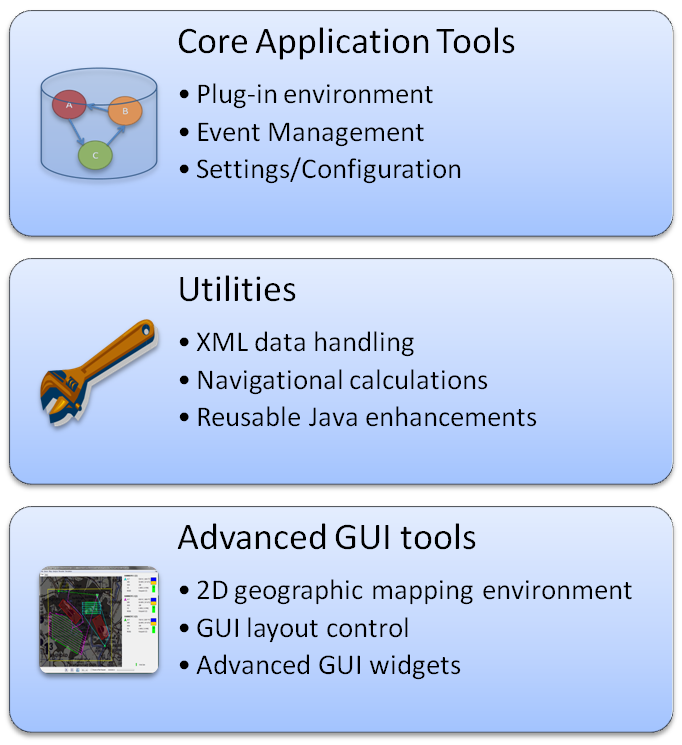 Core Application Tools
A
B
C
• Plug-in environment
• Event Management
• Settings/Configuration
Utilities
• XML data handling
• Navigational calculations
• Reusable Java enhancements
Advanced GUI tools
• 2D geographic mapping environment
• GUI layout control
• Advanced GUI widgets